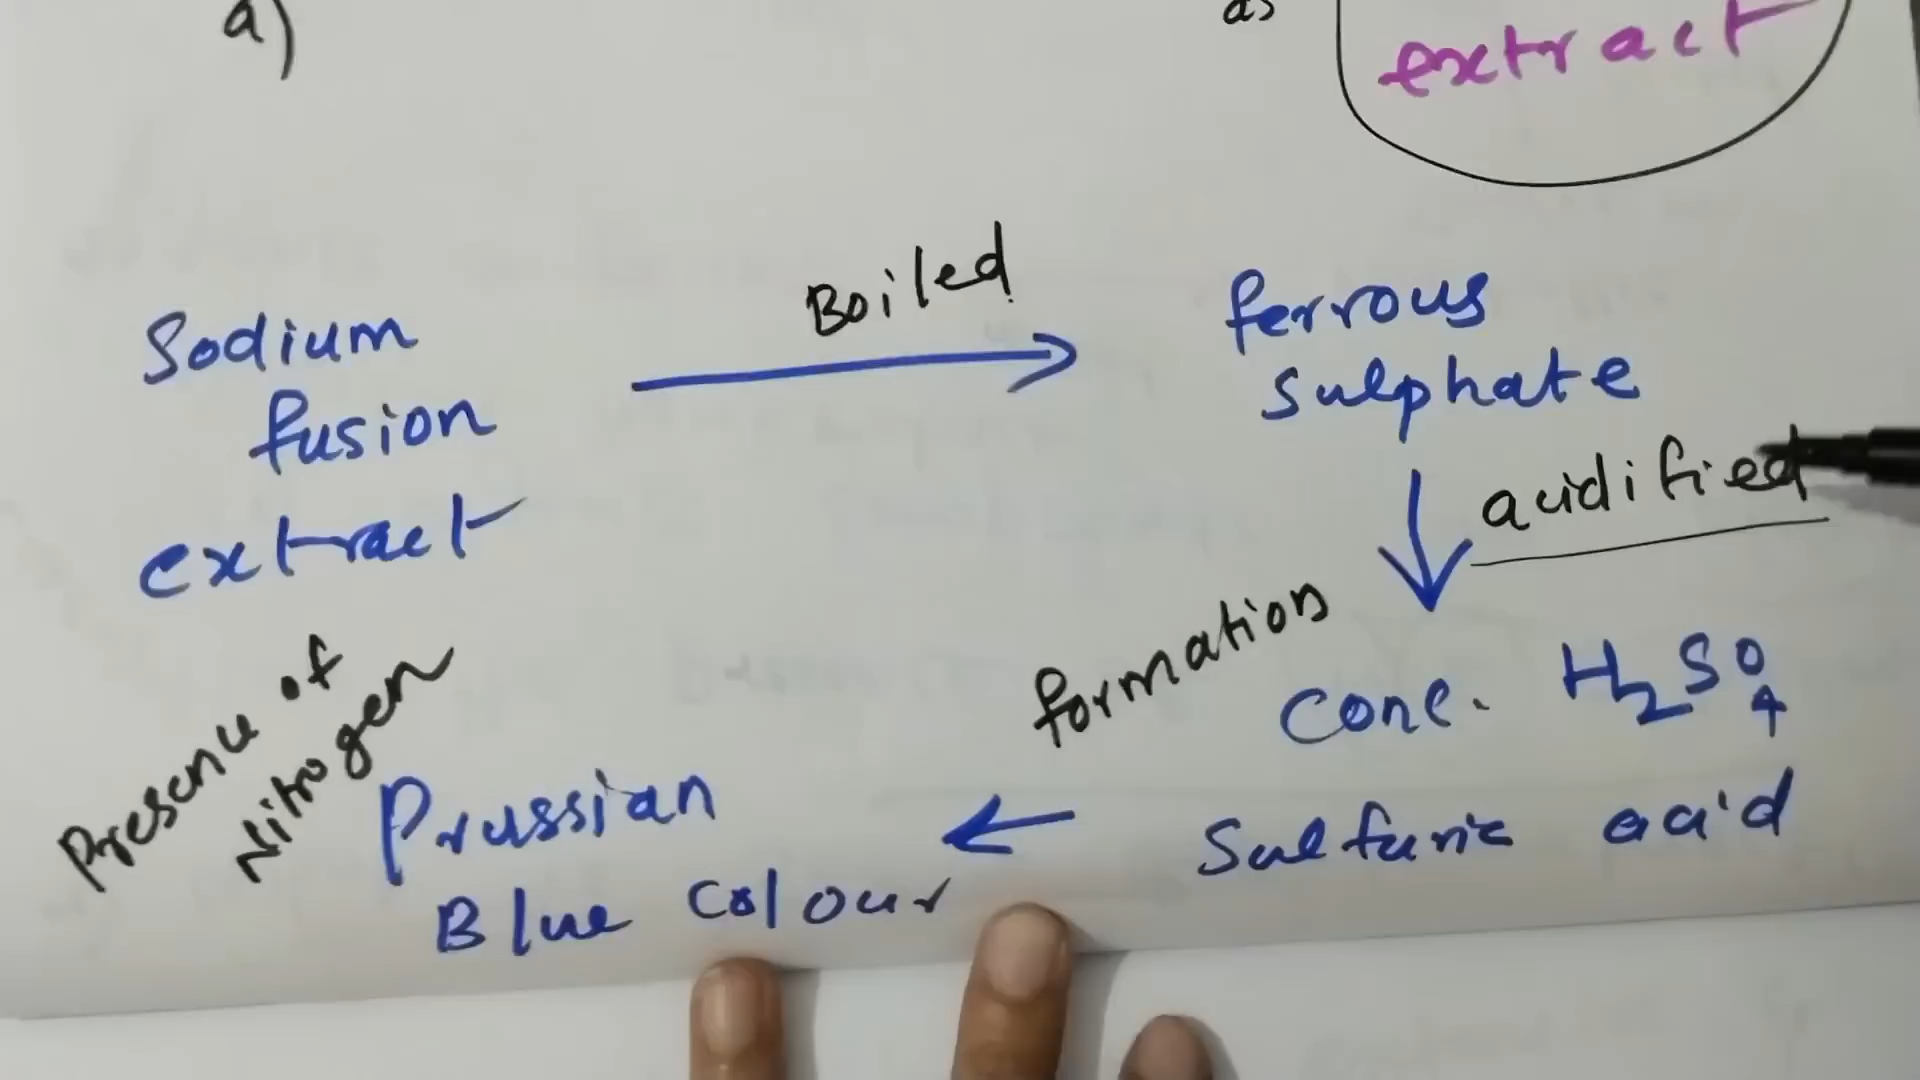 a)
as
extract
Boiled
Sodium
fusion
extract
ferrous
sulphate
acidified
formation
Conc. H₂SO₄
Sulfuric acid
Presence of
Nitrogen
Prussian
Blue Colour